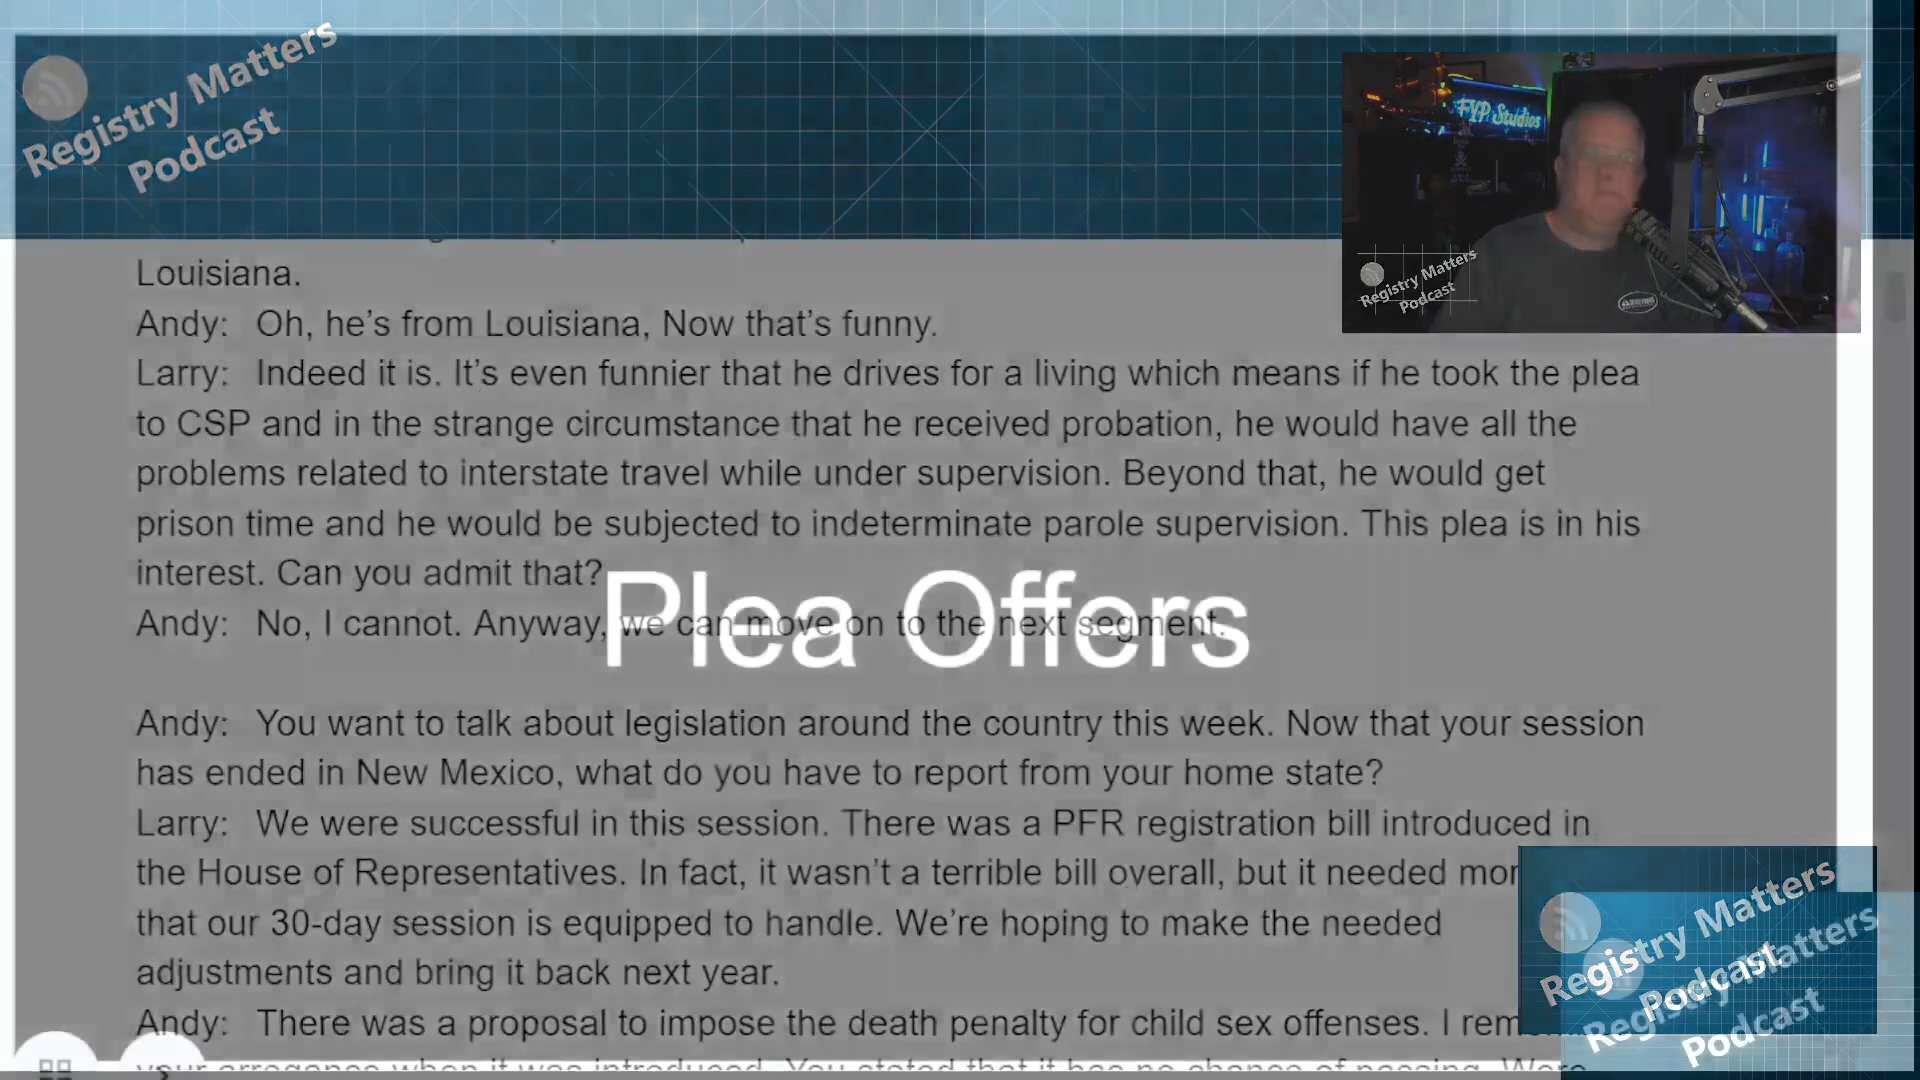 Registry Matters
Podcast
FYP Studios
Registry Matters
Podcast
Louisiana.
Andy: Oh, he's from Louisiana, Now that's funny.
Larry: Indeed it is. It's even funnier that he drives for a living which means if he took the plea
to CSP and in the strange circumstance that he received probation, he would have all the
problems related to interstate travel while under supervision. Beyond that, he would get
prison time and he would be subjected to indeterminate parole supervision. This plea is in his
interest. Can you admit that?
Plea Offers
Andy: No, I cannot. Anyway, we can move on to the next segment.
Andy: You want to talk about legislation around the country this week. Now that your session
has ended in New Mexico, what do you have to report from your home state?
Larry: We were successful in this session. There was a PFR registration bill introduced in
the House of Representatives. In fact, it wasn't a terrible bill overall, but it needed mor
that our 30-day session is equipped to handle. We're hoping to make the needed
adjustments and bring it back next year.
Andy: There was a proposal to impose the death penalty for child sex offenses. I rem
Registry Matters
Podcast
Registry Matters
Podcast